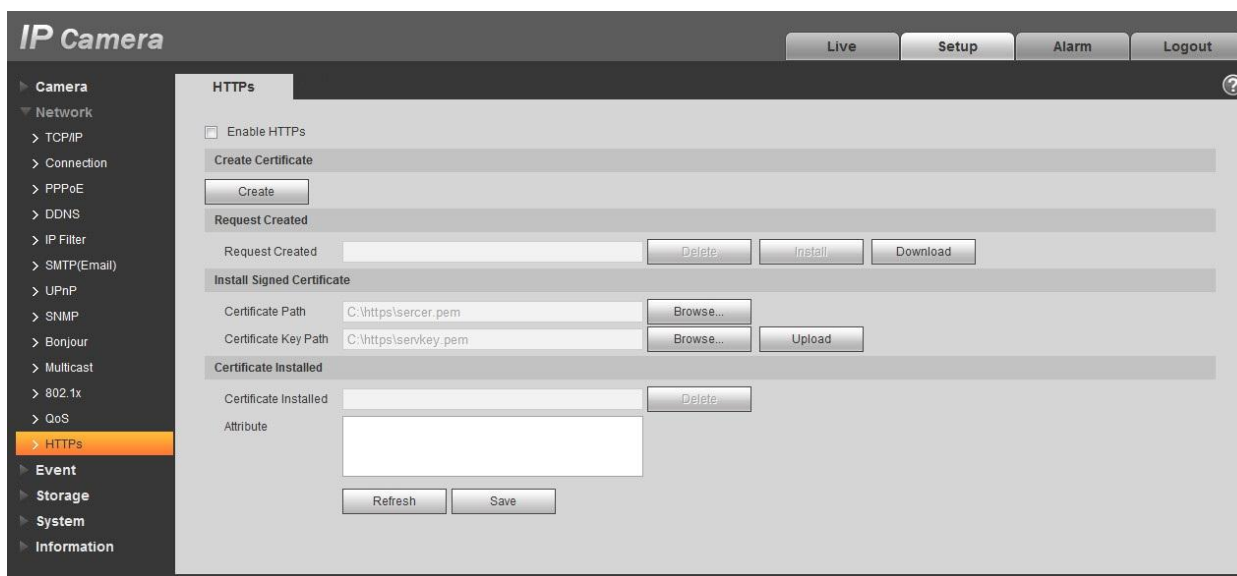 IP Camera
Live
Setup
Alarm
Logout
Camera
Network
TCP/IP
Connection
PPPoE
DDNS
IP Filter
SMTP(Email)
UPnP
SNMP
Bonjour
Multicast
802.1x
QoS
HTTPs
Event
Storage
System
Information
HTTPs
?
Enable HTTPs
Create Certificate
Create
Request Created
Request Created Delete Install Download
Install Signed Certificate
Certificate Path C:\https\sercer.pem Browse...
Certificate Key Path C:\https\servkey.pem Browse... Upload
Certificate Installed
Certificate Installed Delete
Attribute
Refresh Save